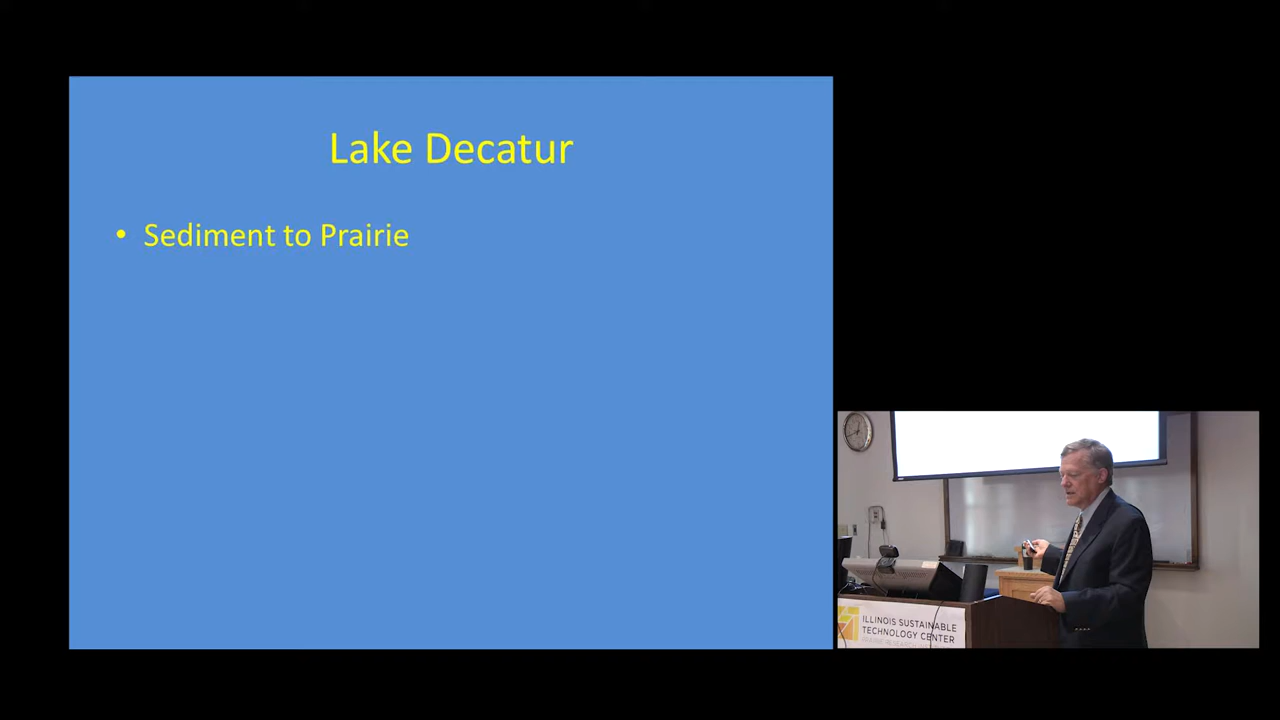 Lake Decatur
• Sediment to Prairie
ILLINOIS SUSTAINABLE
TECHNOLOGY CENTER